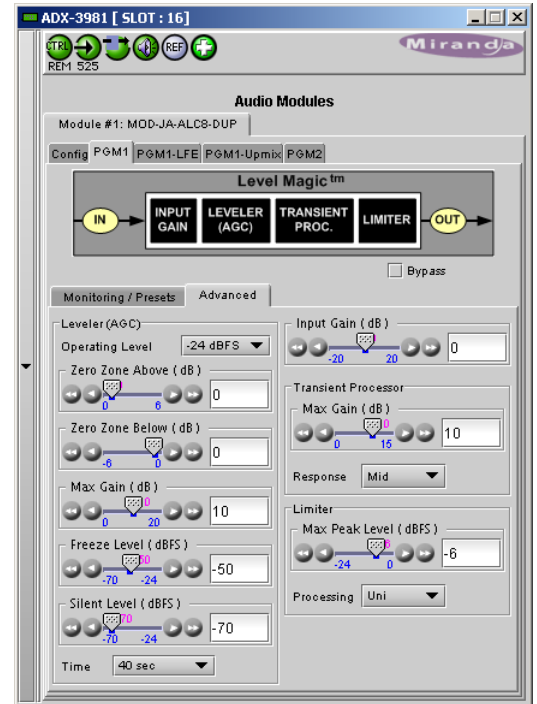 ADX-3981 [ SLOT : 16]
CTRL REF
REM 525
Miranda
Audio Modules
Module #1: MOD-JA-ALC8-DUP
Config PGM1 PGM1-LFE PGM1-Upmix PGM2
Level Magic tm
IN INPUT GAIN LEVELER (AGC) TRANSIENT PROC. LIMITER OUT
Bypass
Monitoring / Presets Advanced
Leveler(AGC)
Operating Level -24 dBFS
Zero Zone Above ( dB )
0 6 0
Zero Zone Below ( dB )
-6 0 0
Max Gain ( dB )
0 20 10
Freeze Level ( dBFS )
-70 -24 -50
Silent Level ( dBFS )
-70 -24 -70
Time 40 sec
Input Gain ( dB )
-20 20 0
Transient Processor
Max Gain ( dB )
0 15 10
Response Mid
Limiter
Max Peak Level ( dBFS )
-24 0 -6
Processing Uni